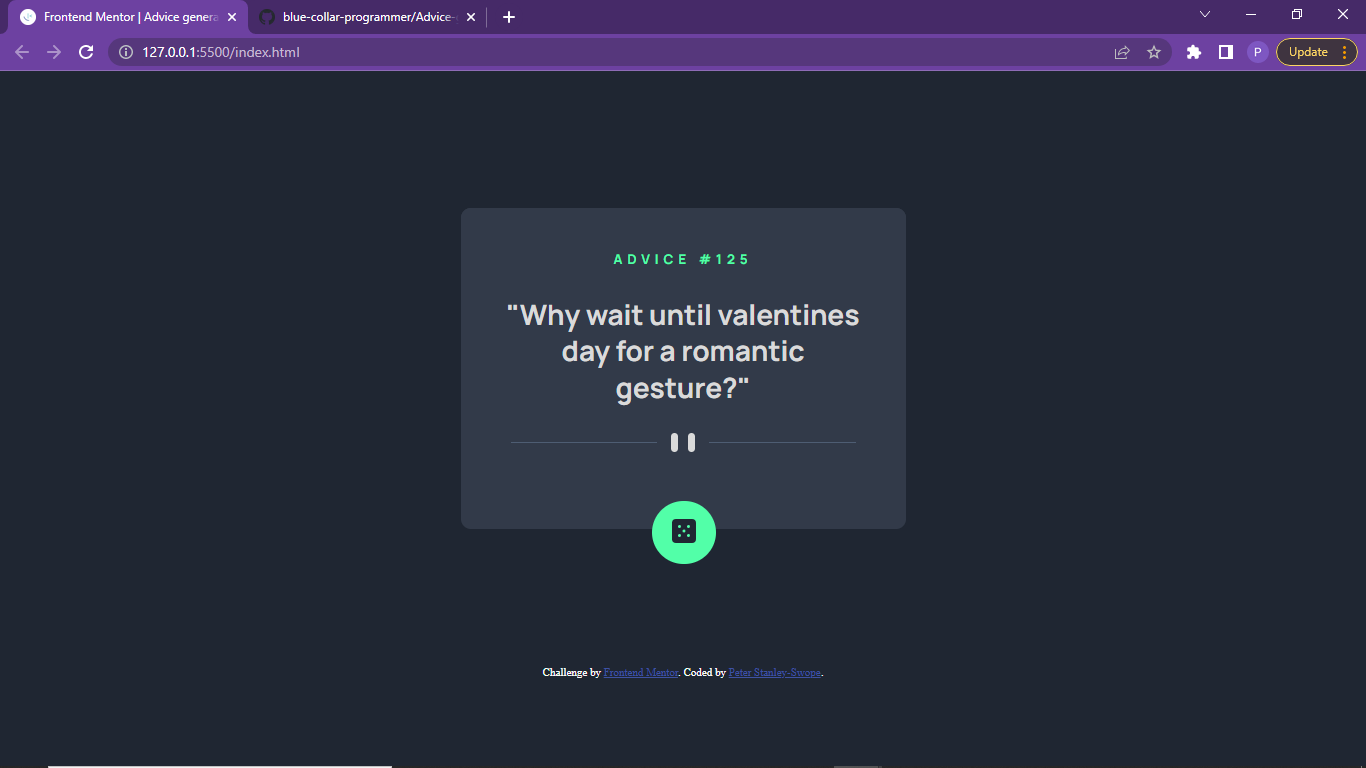 Frontend Mentor | Advice genera
blue-collar-programmer/Advice-
127.0.0.1:5500/index.html
P
Update
ADVICE #125
"Why wait until valentines
day for a romantic
gesture?"
Challenge by Frontend Mentor. Coded by Peter Stanley-Swope.